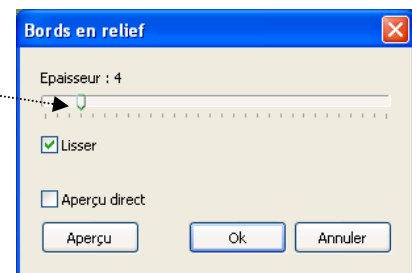 Bords en relief
Epaisseur : 4
Lisser
Aperçu direct
Aperçu
Ok
Annuler